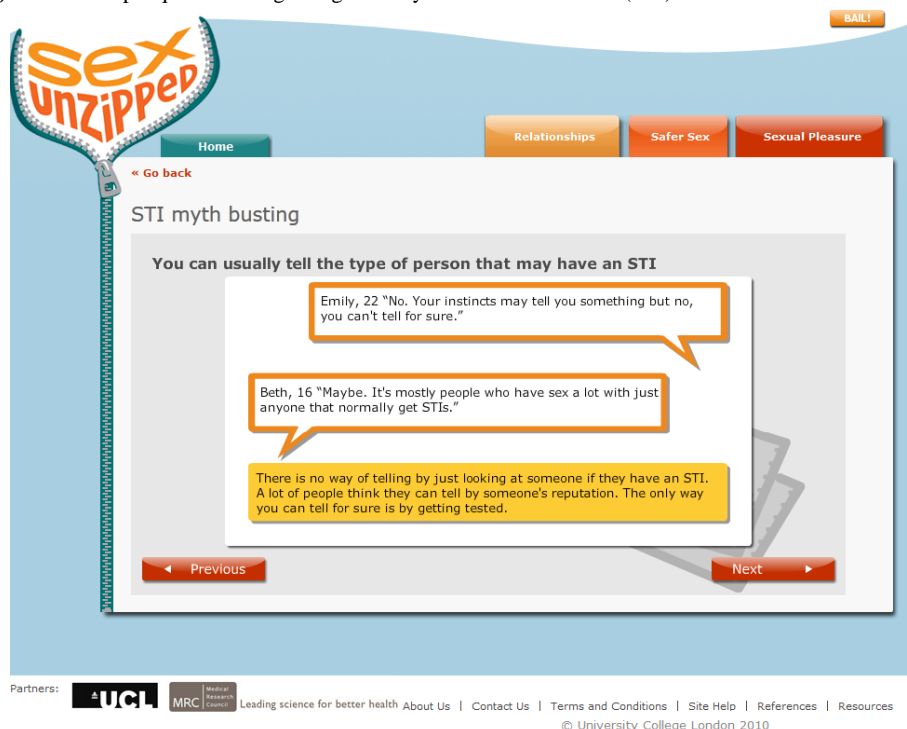 BAIL!
sex
unzipped
Home
Relationships
Safer Sex
Sexual Pleasure
« Go back
STI myth busting
You can usually tell the type of person that may have an STI
Emily, 22 “No. Your instincts may tell you something but no,
you can't tell for sure.”
Beth, 16 “Maybe. It's mostly people who have sex a lot with just
anyone that normally get STIs.”
There is no way of telling by just looking at someone if they have an STI.
A lot of people think they can tell by someone's reputation. The only way
you can tell for sure is by getting tested.
Previous
Next
Partners:
UCL
MRC
Medical
Research
Council
Leading science for better health
About Us | Contact Us | Terms and Conditions | Site Help | References | Resources
© University College London 2010